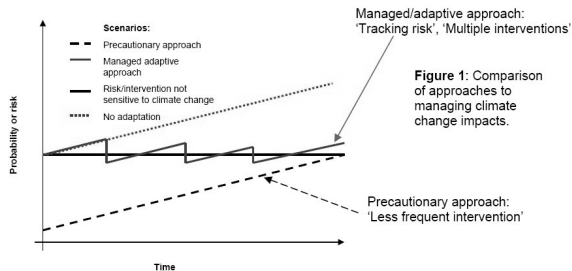 Scenarios:
Precautionary approach
Managed adaptive
approach
Risk/intervention not
sensitive to climate change
No adaptation
Probability or risk
Time
Managed/adaptive approach:
‘Tracking risk’, ‘Multiple interventions’
Figure 1: Comparison
of approaches to
managing climate
change impacts.
Precautionary approach:
‘Less frequent intervention’